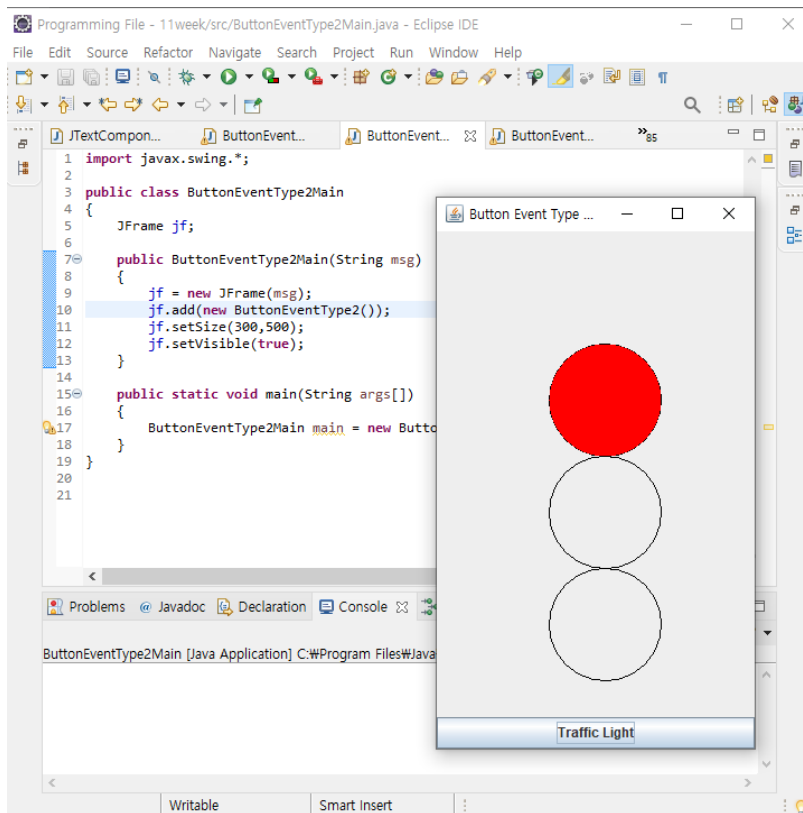 Programming File - 11week/src/ButtonEventType2Main.java - Eclipse IDE
File Edit Source Refactor Navigate Search Project Run Window Help
JTextCompon... ButtonEvent... ButtonEvent... ButtonEvent... »85
1 import javax.swing.*;
2
3 public class ButtonEventType2Main
4 {
5 JFrame jf;
6
7 public ButtonEventType2Main(String msg)
8 {
9 jf = new JFrame(msg);
10 jf.add(new ButtonEventType2());
11 jf.setSize(300,500);
12 jf.setVisible(true);
13 }
14
15 public static void main(String args[])
16 {
17 ButtonEventType2Main main = new Butto
18 }
19 }
20
21
Button Event Type ...
Traffic Light
Problems @ Javadoc Declaration Console
ButtonEventType2Main [Java Application] C:₩Program Files₩Java
Writable Smart Insert